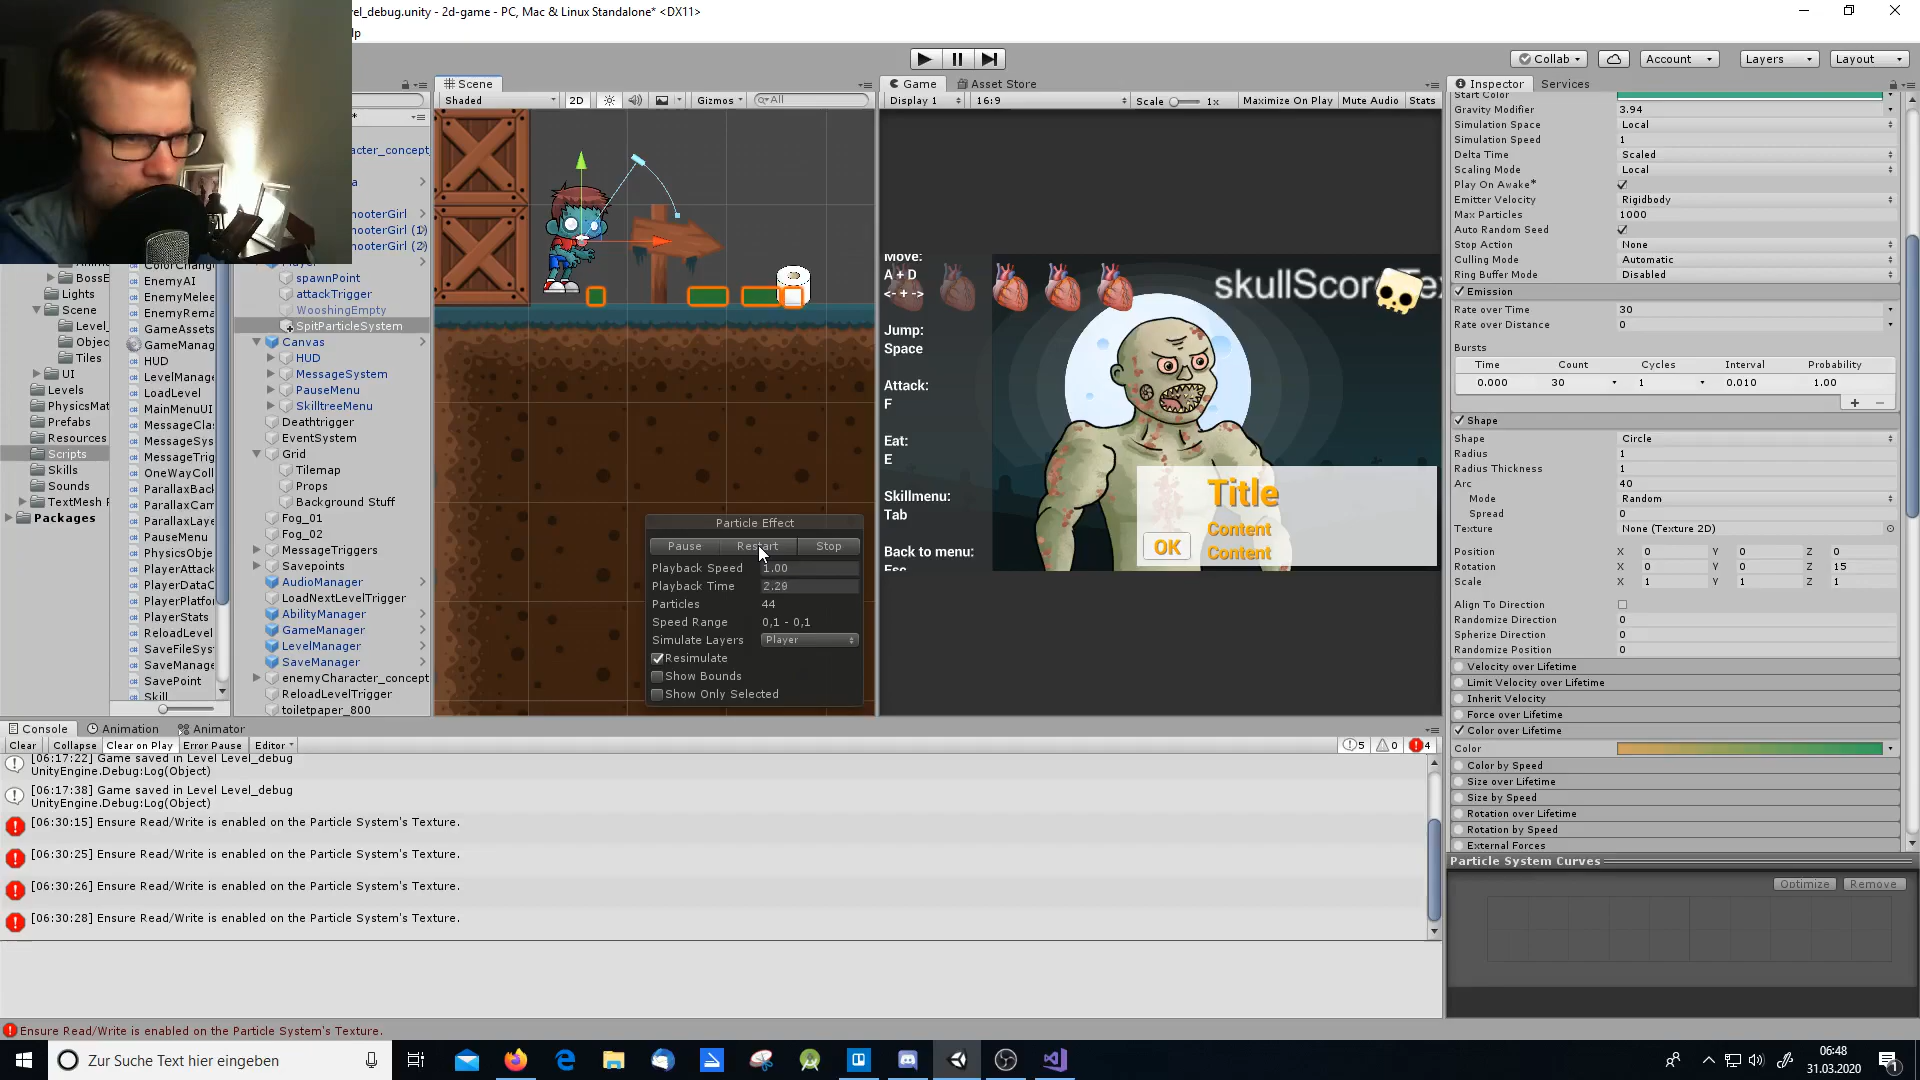 el_debug.unity - 2d-game - PC, Mac & Linux Standalone* <DX11>
lp
Collab
Account
Layers
Layout
Scene
Shaded
2D
Gizmos
All
Game
Asset Store
Display 1
16:9
Scale
1x
Maximize On Play
Mute Audio
Stats
Move:
A + D
<- + ->
Jump:
Space
Attack:
F
Eat:
E
Skillmenu:
Tab
Back to menu:
Esc
skullScoreTex
Title
Content
Content
OK
Particle Effect
Pause
Restart
Stop
Playback Speed 1.00
Playback Time 2.29
Particles 44
Speed Range 0,1 - 0,1
Simulate Layers Player
Resimulate
Show Bounds
Show Only Selected
BossE
Lights
Scene
Level_
Objec
Tiles
UI
Levels
PhysicsMat
Prefabs
Resources
Scripts
Skills
Sounds
TextMesh P
Packages
ColorChang
EnemyAI
EnemyMelee
EnemyRema
GameAssets
GameManag
HUD
LevelManage
LoadLevel
MainMenuUI
MessageClas
MessageSys
MessageTrig
OneWayColl
ParallaxBack
ParallaxCam
ParallaxLaye
PauseMenu
PhysicsObje
PlayerAttack
PlayerDataC
PlayerPlatfo
PlayerStats
ReloadLevel
SaveFileSys
SaveManage
SavePoint
Skill
aracter_concept_
a
hooterGirl
hooterGirl (1)
hooterGirl (2)
Player
spawnPoint
attackTrigger
WooshingEmpty
SpitParticleSystem
Canvas
HUD
MessageSystem
PauseMenu
SkilltreeMenu
Deathtrigger
EventSystem
Grid
Tilemap
Props
Background Stuff
Fog_01
Fog_02
MessageTriggers
Savepoints
AudioManager
LoadNextLevelTrigger
AbilityManager
GameManager
LevelManager
SaveManager
enemyCharacter_concept
ReloadLevelTrigger
toiletpaper_800
Inspector
Services
Start Color
Gravity Modifier 3.94
Simulation Space Local
Simulation Speed 1
Delta Time Scaled
Scaling Mode Local
Play On Awake*
Emitter Velocity Rigidbody
Max Particles 1000
Auto Random Seed
Stop Action None
Culling Mode Automatic
Ring Buffer Mode Disabled
Emission
Rate over Time 30
Rate over Distance 0
Bursts
Time Count Cycles Interval Probability
0.000 30 1 0.010 1.00
Shape
Shape Circle
Radius 1
Radius Thickness 1
Arc 40
Mode Random
Spread 0
Texture None (Texture 2D)
Position X 0 Y 0 Z 0
Rotation X 0 Y 0 Z 15
Scale X 1 Y 1 Z 1
Align To Direction
Randomize Direction 0
Spherize Direction 0
Randomize Position 0
Velocity over Lifetime
Limit Velocity over Lifetime
Inherit Velocity
Force over Lifetime
Color over Lifetime
Color
Color by Speed
Size over Lifetime
Size by Speed
Rotation over Lifetime
Rotation by Speed
External Forces
Particle System Curves
Optimize
Remove
Console
Animation
Animator
Clear
Collapse
Clear on Play
Error Pause
Editor
5
0
4
[06:17:22] Game saved in Level Level_debug
UnityEngine.Debug:Log(Object)
[06:17:38] Game saved in Level Level_debug
UnityEngine.Debug:Log(Object)
[06:30:15] Ensure Read/Write is enabled on the Particle System's Texture.
[06:30:25] Ensure Read/Write is enabled on the Particle System's Texture.
[06:30:26] Ensure Read/Write is enabled on the Particle System's Texture.
[06:30:28] Ensure Read/Write is enabled on the Particle System's Texture.
Ensure Read/Write is enabled on the Particle System's Texture.
Zur Suche Text hier eingeben
06:48
31.03.2020
1